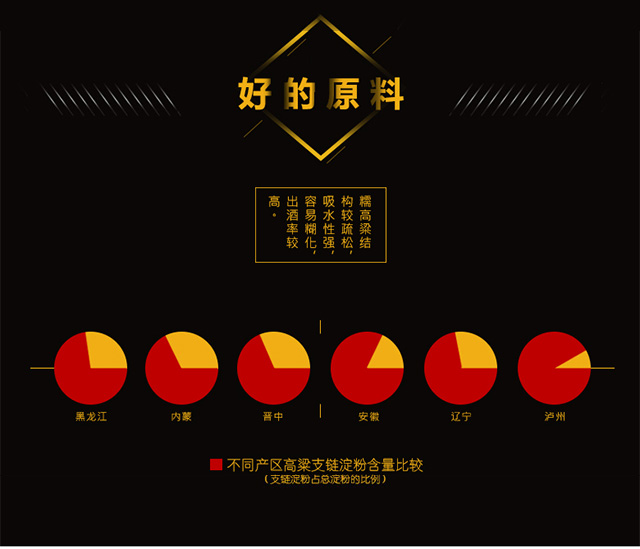 好的原料
糯高粱结
构较疏松，
吸水性强，
容易糊化，
出酒率较
高。
黑龙江
内蒙
晋中
安徽
辽宁
泸州
不同产区高粱支链淀粉含量比较
（支链淀粉占总淀粉的比例）